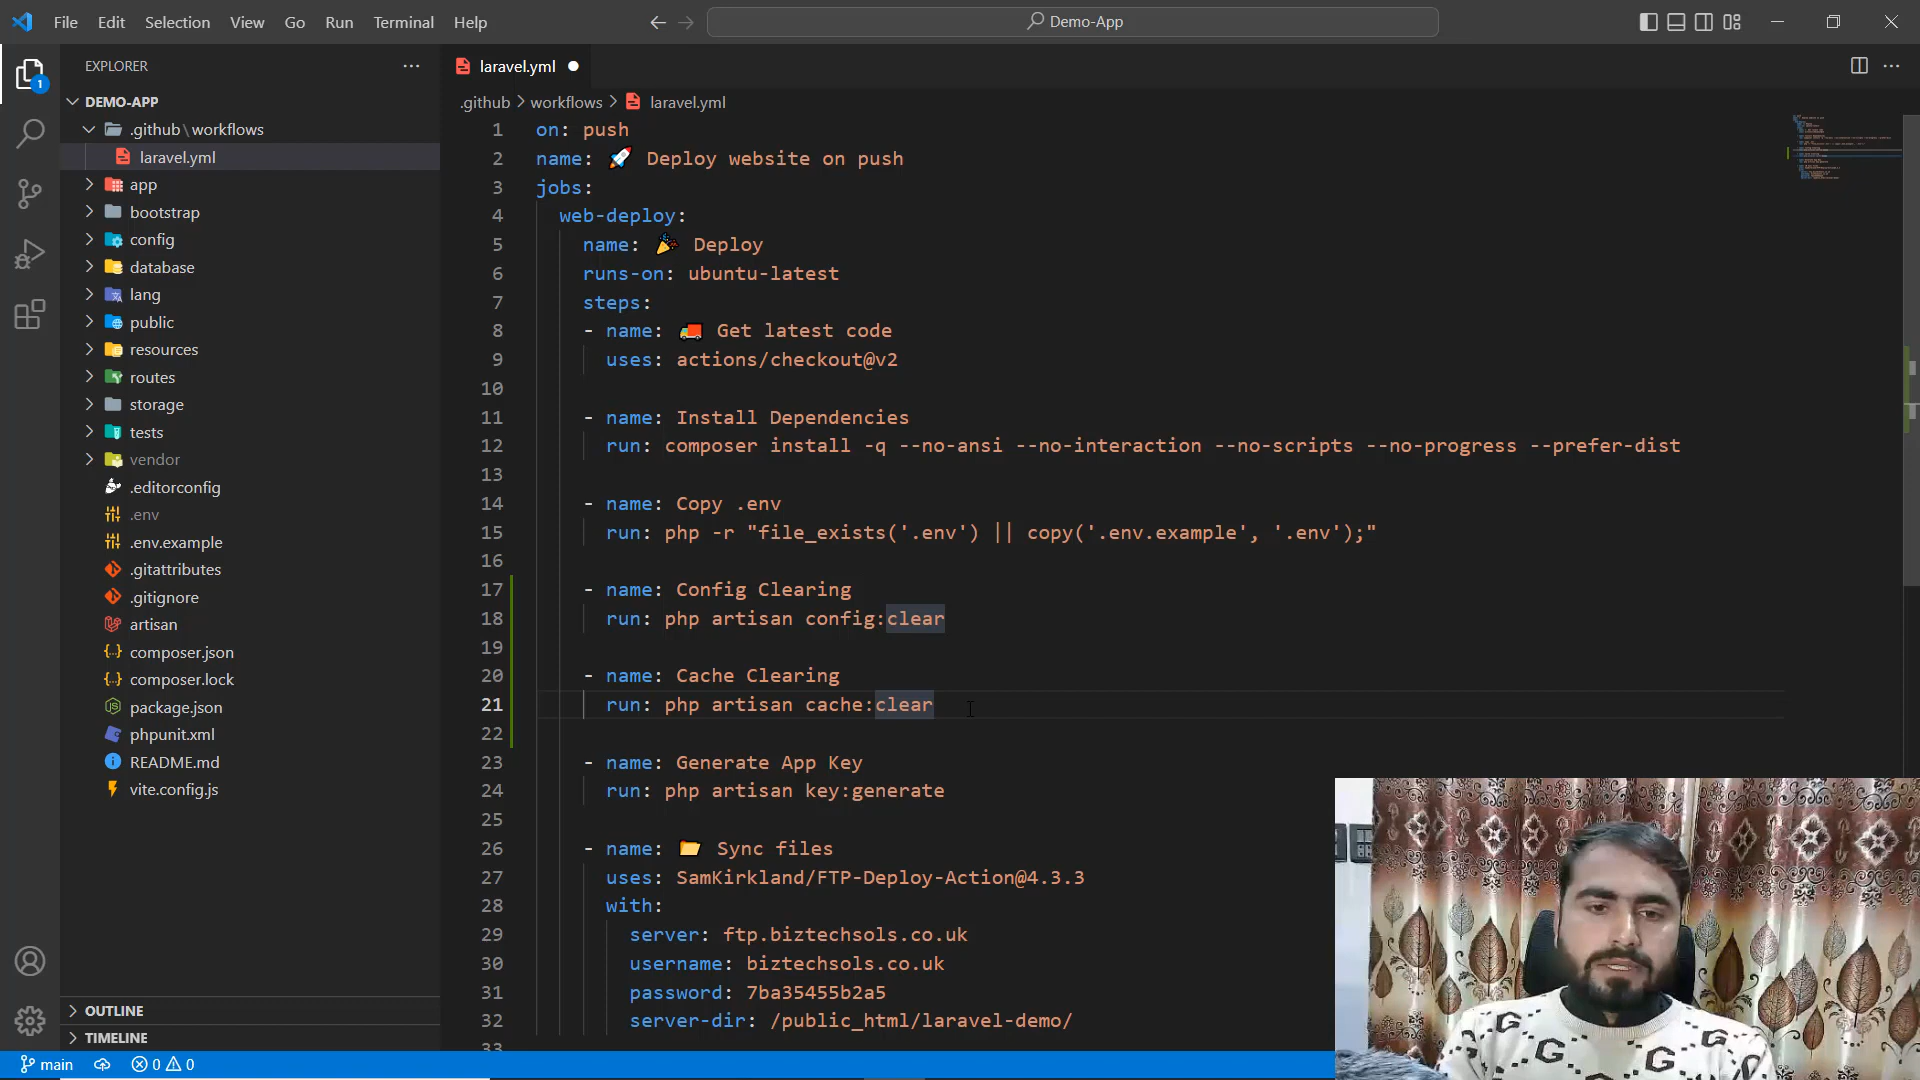 File Edit Selection View Go Run Terminal Help
Demo-App
EXPLORER
DEMO-APP
.github\workflows
laravel.yml
app
bootstrap
config
database
lang
public
resources
routes
storage
tests
vendor
.editorconfig
.env
.env.example
.gitattributes
.gitignore
artisan
composer.json
composer.lock
package.json
phpunit.xml
README.md
vite.config.js
OUTLINE
TIMELINE
1
laravel.yml
.github > workflows > laravel.yml
1 on: push
2 name: 🚀 Deploy website on push
3 jobs:
4 web-deploy:
5 name: 🎉 Deploy
6 runs-on: ubuntu-latest
7 steps:
8 - name: 🚚 Get latest code
9 uses: actions/checkout@v2
10
11 - name: Install Dependencies
12 run: composer install -q --no-ansi --no-interaction --no-scripts --no-progress --prefer-dist
13
14 - name: Copy .env
15 run: php -r "file_exists('.env') || copy('.env.example', '.env');"
16
17 - name: Config Clearing
18 run: php artisan config:clear
19
20 - name: Cache Clearing
21 run: php artisan cache:clear
22
23 - name: Generate App Key
24 run: php artisan key:generate
25
26 - name: 📂 Sync files
27 uses: SamKirkland/FTP-Deploy-Action@4.3.3
28 with:
29 server: ftp.biztechsols.co.uk
30 username: biztechsols.co.uk
31 password: 7ba35455b2a5
32 server-dir: /public_html/laravel-demo/
33
main 0 0